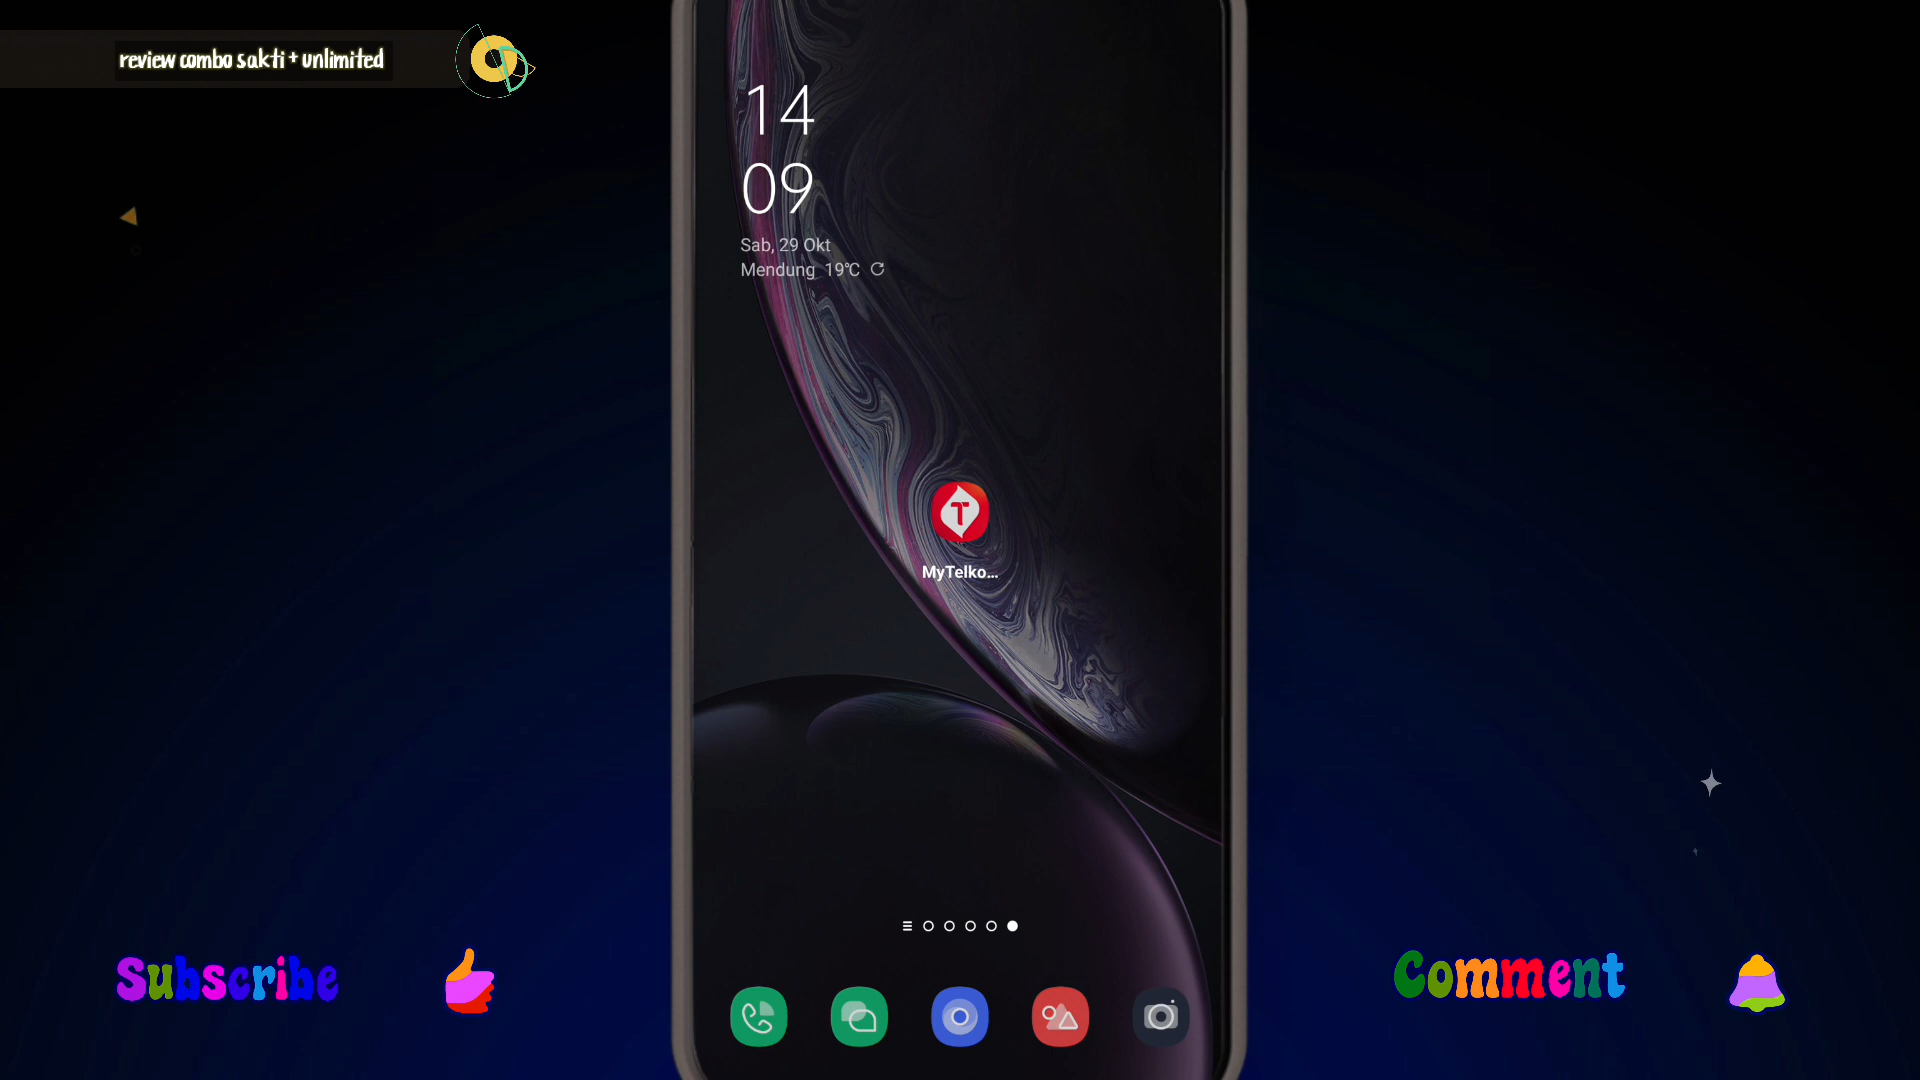 review combo sakti + unlimited
14
09
Sab, 29 Okt
Mendung 19°C
T
MyTelko...
Subscribe
Comment